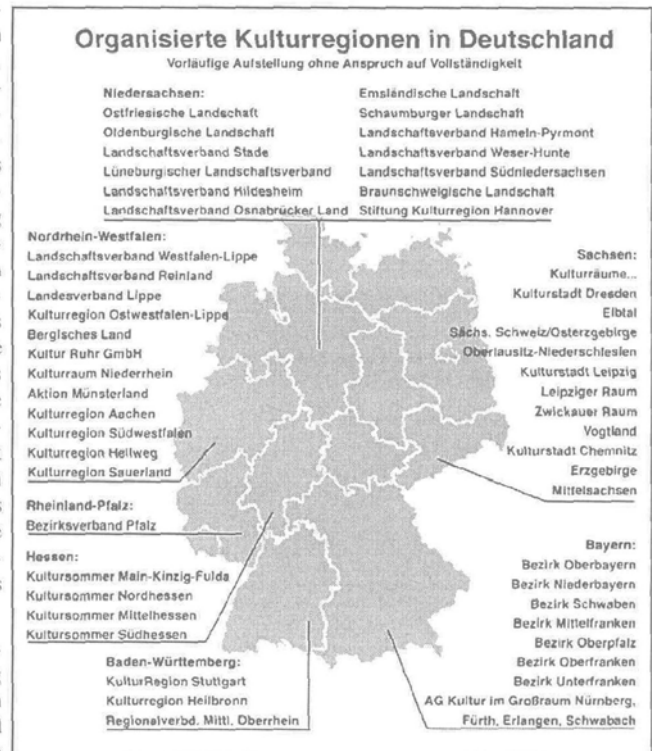 Organisierte Kulturregionen in Deutschland
Vorläufige Aufstellung ohne Anspruch auf Vollständigkeit
Niedersachsen:
Ostfriesische Landschaft
Oldenburgische Landschaft
Landschaftsverband Stade
Lüneburgischer Landschaftsverband
Landschaftsverband Hildesheim
Landschaftsverband Osnabrücker Land
Emsländische Landschaft
Schaumburger Landschaft
Landschaftsverband Hameln-Pyrmont
Landschaftsverband Weser-Hunte
Landschaftsverband Südniedersachsen
Braunschweigische Landschaft
Stiftung Kulturregion Hannover
Nordrhein-Westfalen:
Landschaftsverband Westfalen-Lippe
Landschaftsverband Reinland
Landesverband Lippe
Kulturregion Ostwestfalen-Lippe
Bergisches Land
Kultur Ruhr GmbH
Kulturraum Niederrhein
Aktion Münsterland
Kulturregion Aachen
Kulturregion Südwestfalen
Kulturregion Hellweg
Kulturregion Sauerland
Sachsen:
Kulturräume...
Kulturstadt Dresden
Elbtal
Sächs. Schweiz/Osterzgebirge
Oberlausitz-Niederschlesien
Kulturstadt Leipzig
Leipziger Raum
Zwickauer Raum
Vogtland
Kulturstadt Chemnitz
Erzgebirge
Mittelsachsen
Rheinland-Pfalz:
Bezirksverband Pfalz
Hessen:
Kultursommer Main-Kinzig-Fulda
Kultursommer Nordhessen
Kultursommer Mittelhessen
Kultursommer Südhessen
Baden-Württemberg:
KulturRegion Stuttgart
Kulturregion Heilbronn
Regionalverbd. Mittl. Oberrhein
Bayern:
Bezirk Oberbayern
Bezirk Niederbayern
Bezirk Schwaben
Bezirk Mittelfranken
Bezirk Oberpfalz
Bezirk Oberfranken
Bezirk Unterfranken
AG Kultur im Großraum Nürnberg,
Fürth, Erlangen, Schwabach